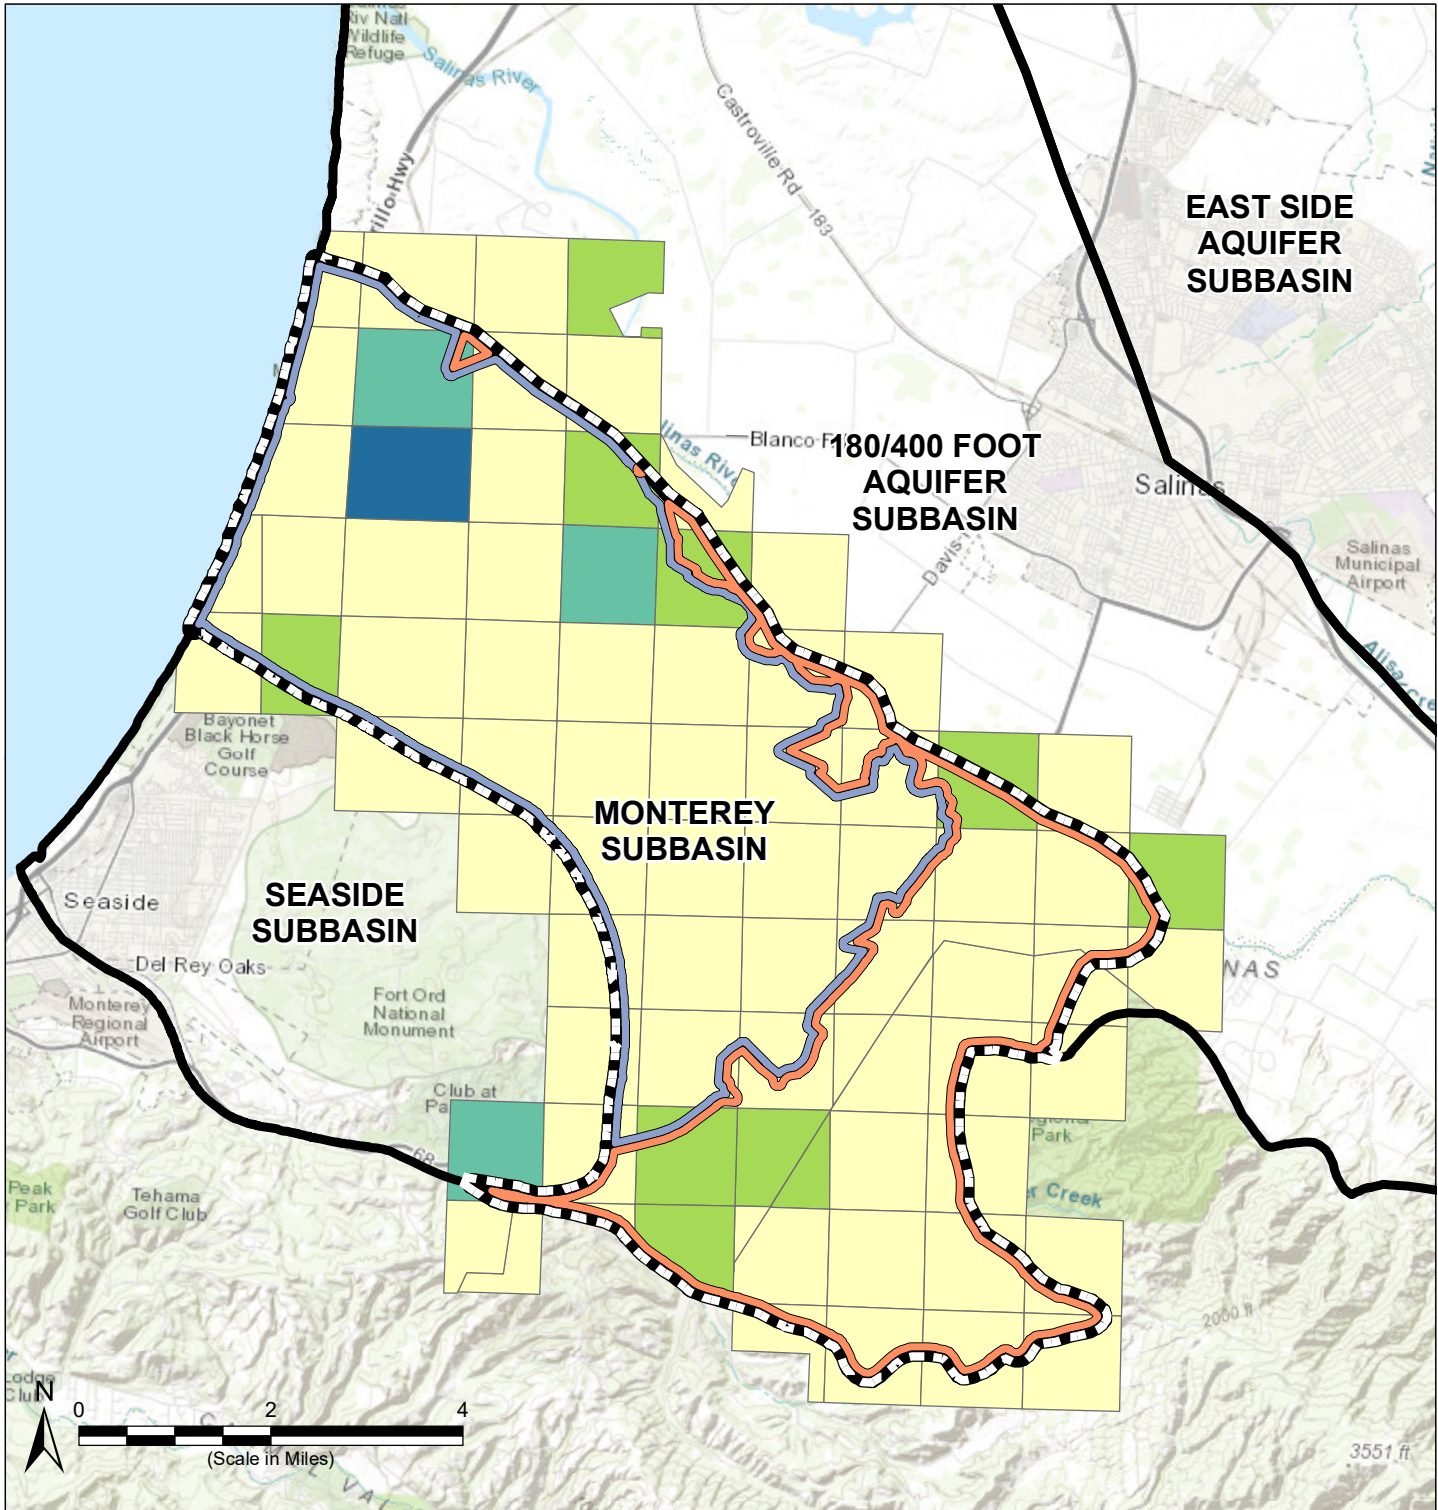 Riv Natl
Wildlife
Refuge
Salinas River
Castroville Rd
183
EAST SIDE
AQUIFER
SUBBASIN
Blanco
180/400 FOOT
AQUIFER
SUBBASIN
Salinas
Davis
Salinas
Municipal
Airport
Bayonet
Black Horse
Golf
Course
MONTEREY
SUBBASIN
SEASIDE
SUBBASIN
Seaside
Del Rey Oaks
Monterey
Regional
Airport
Fort Ord
National
Monument
Club at
68
Park
Creek
Peak
Park
Tehama
Golf Club
2000 ft
Club
N
0 2 4
(Scale in Miles)
3551 ft